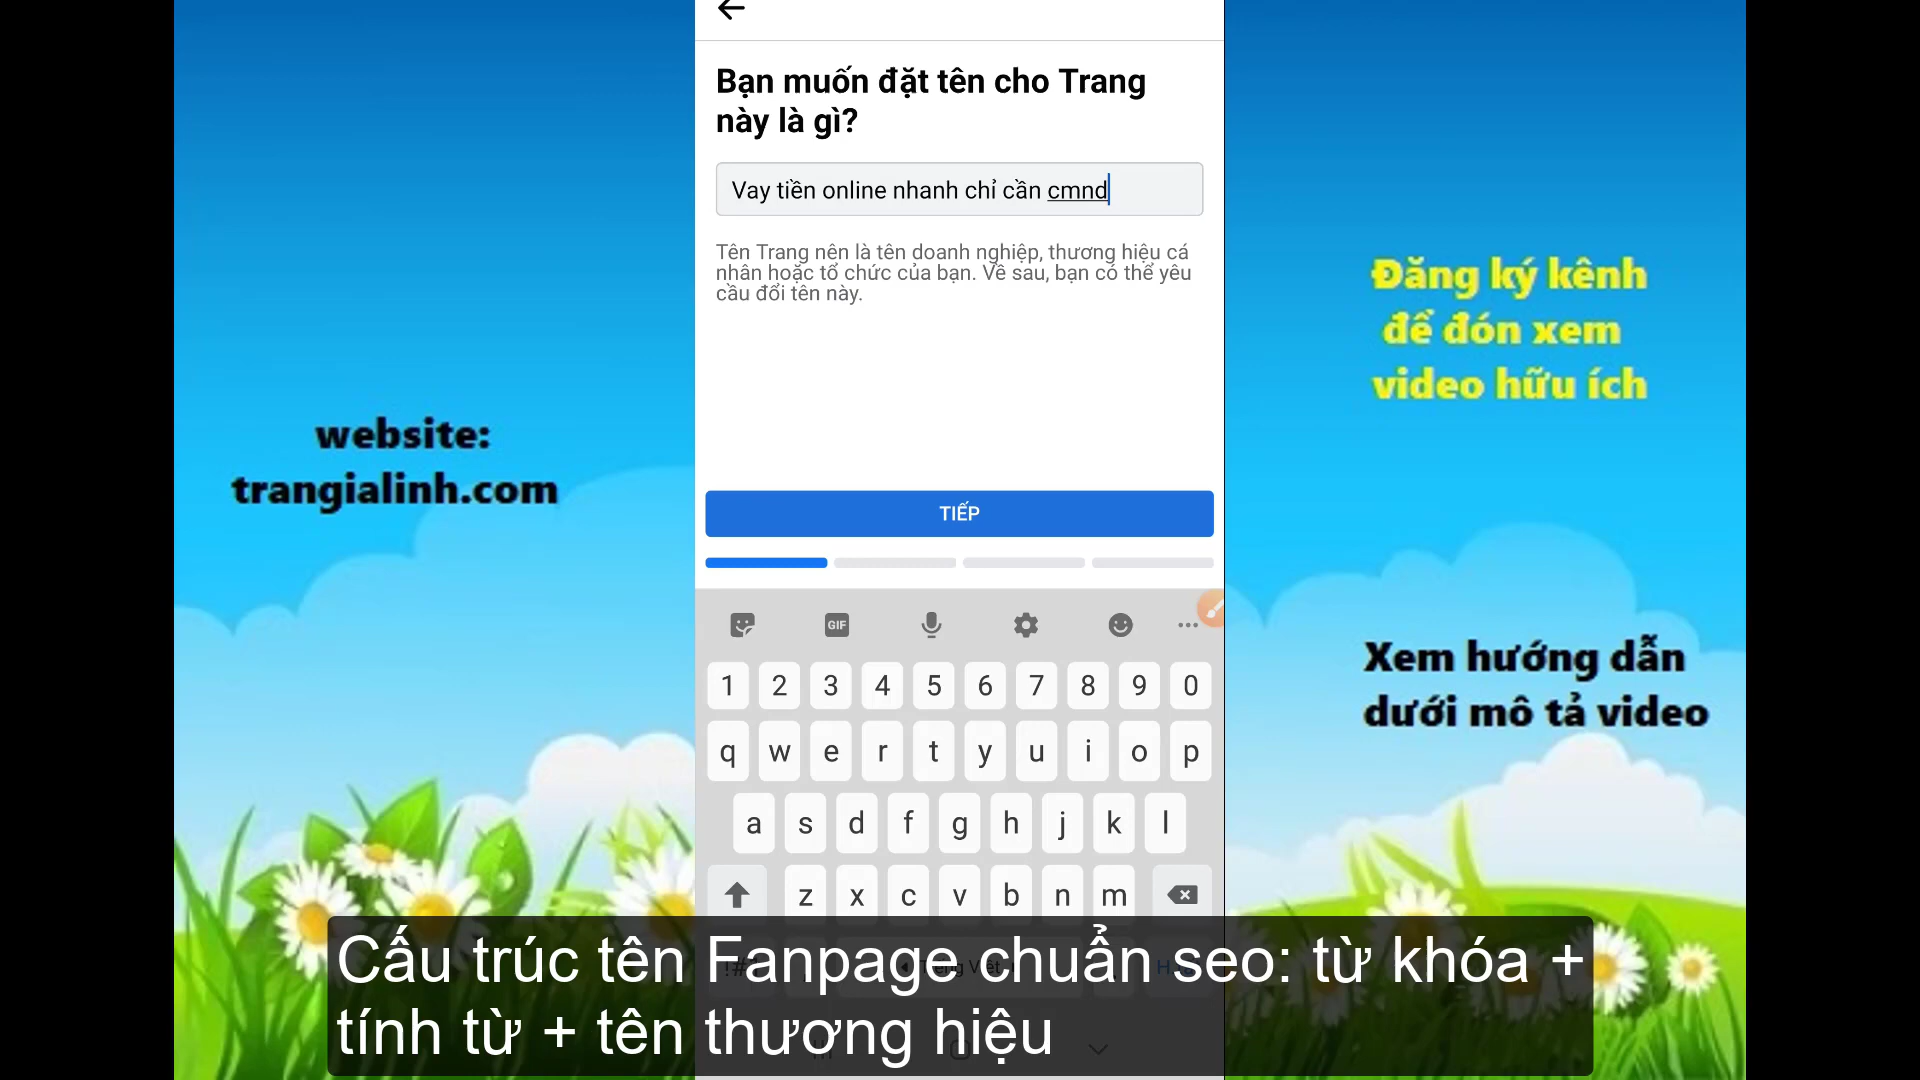 Bạn muốn đặt tên cho Trang
này là gì?
Vay tiền online nhanh chỉ cần cmnd
Tên Trang nên là tên doanh nghiệp, thương hiệu cá
nhân hoặc tổ chức của bạn. Về sau, bạn có thể yêu
cầu đổi tên này.
TIẾP
website:
trangialinh.com
Đăng ký kênh
để đón xem
video hữu ích
Xem hướng dẫn
dưới mô tả video
GIF
1 2 3 4 5 6 7 8 9 0
q w e r t y u i o p
a s d f g h j k l
z x c v b n m
Cấu trúc tên Fanpage chuẩn seo: từ khóa +
tính từ + tên thương hiệu